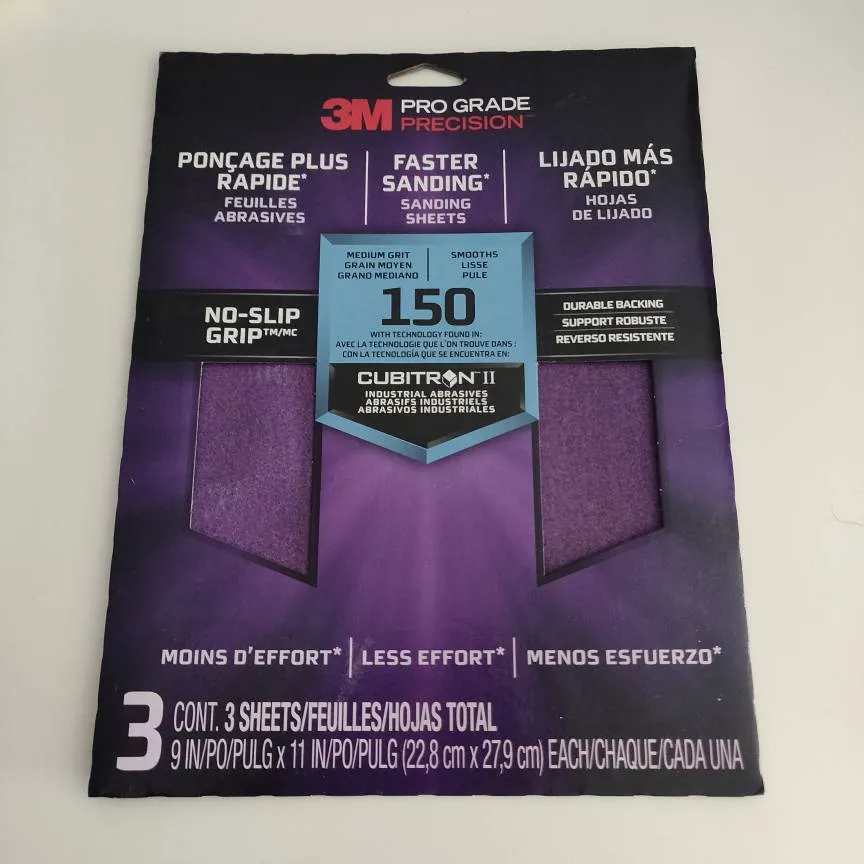 3M PRO GRADE
PRECISION™
PONÇAGE PLUS
RAPIDE*
FEUILLES
ABRASIVES
FASTER
SANDING*
SANDING
SHEETS
LIJADO MÁS
RÁPIDO*
HOJAS
DE LIJADO
MEDIUM GRIT
GRAIN MOYEN
GRANO MEDIANO
SMOOTHS
LISSE
PULE
150
WITH TECHNOLOGY FOUND IN:
AVEC LA TECHNOLOGIE QUE L'ON TROUVE DANS :
CON LA TECNOLOGÍA QUE SE ENCUENTRA EN:
CUBITRON™ II
INDUSTRIAL ABRASIVES
ABRASIFS INDUSTRIELS
ABRASIVOS INDUSTRIALES
NO-SLIP
GRIP™/MC
DURABLE BACKING
SUPPORT ROBUSTE
REVERSO RESISTENTE
MOINS D'EFFORT* | LESS EFFORT* | MENOS ESFUERZO*
3 CONT. 3 SHEETS/FEUILLES/HOJAS TOTAL
9 IN/PO/PULG x 11 IN/PO/PULG (22,8 cm x 27,9 cm) EACH/CHAQUE/CADA UNA